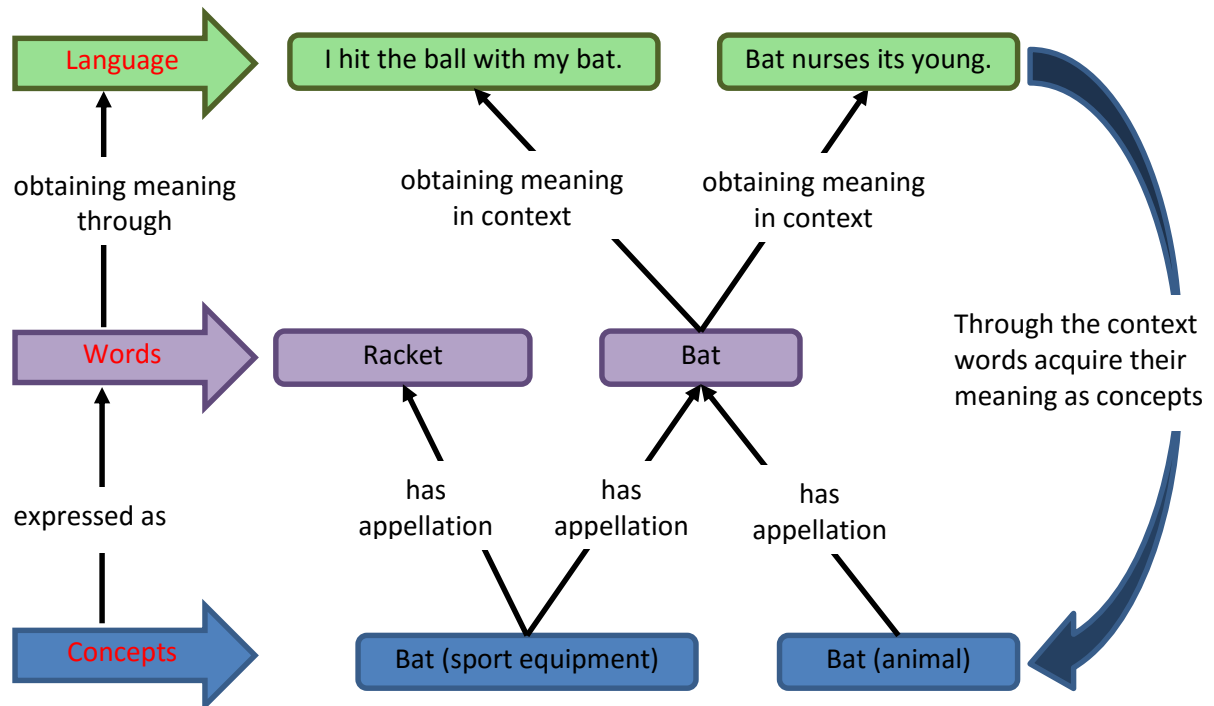 Language
I hit the ball with my bat.
Bat nurses its young.
obtaining meaning
through
obtaining meaning
in context
obtaining meaning
in context
Words
Racket
Bat
Through the context
words acquire their
meaning as concepts
expressed as
has
appellation
has
appellation
has
appellation
Concepts
Bat (sport equipment)
Bat (animal)